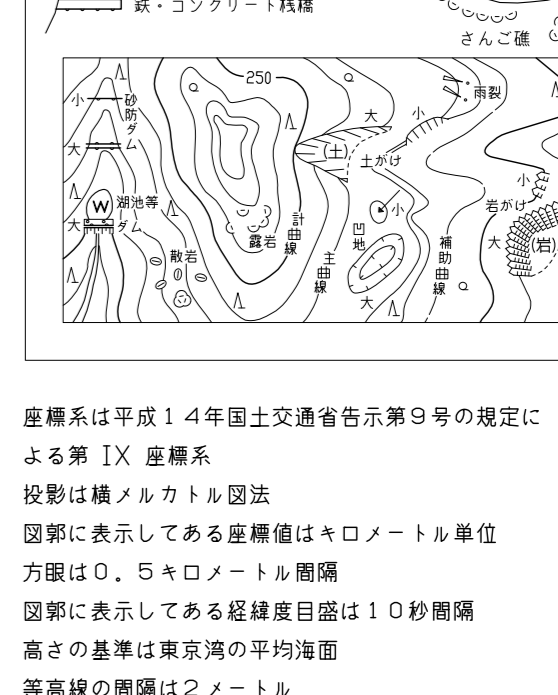 鉄・コンクリート桟橋
さんご礁
250
雨裂
小
砂防ダム
大
大
小
(土)
土がけ
小
岩がけ
大
(岩)
W
湖池等
大
ダム
散岩
露岩
計曲線
主曲線
凹地
小
大
補助曲線
座標系は平成14年国土交通省告示第9号の規定に
よる第 IX 座標系
投影は横メルカトル図法
図郭に表示してある座標値はキロメートル単位
方眼は0。5キロメートル間隔
図郭に表示してある経緯度目盛は10秒間隔
高さの基準は東京湾の平均海面
等高線の間隔は2メートル